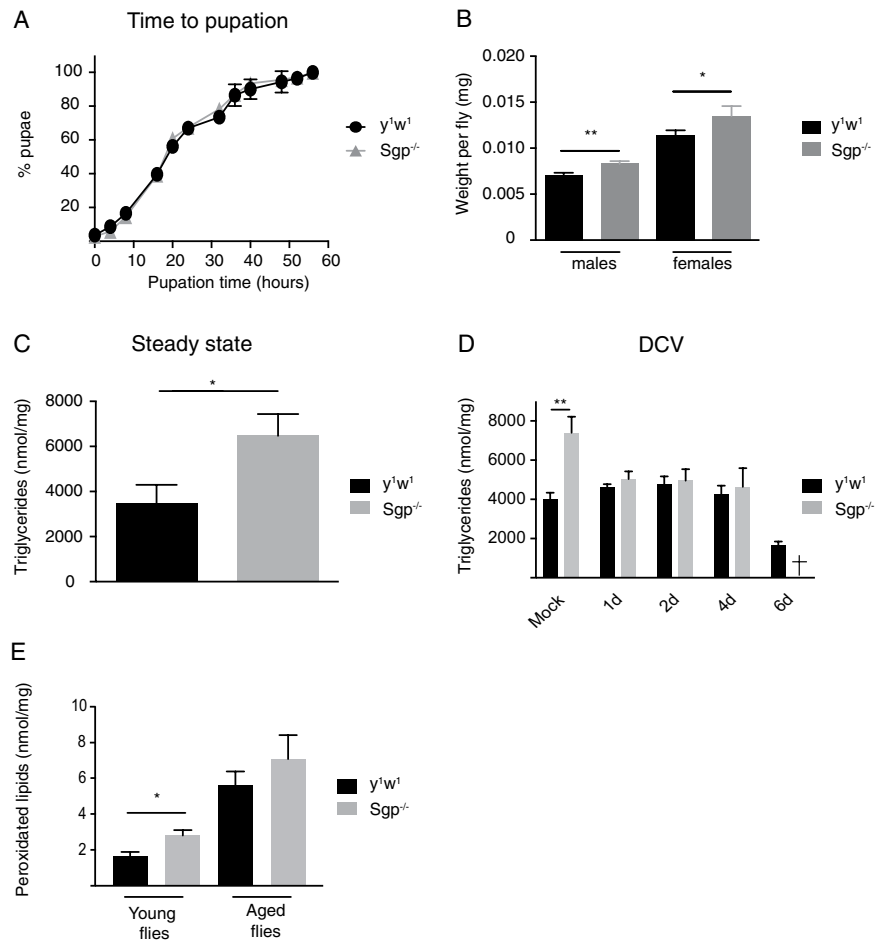 A
Time to pupation
% pupae
100
80
60
40
20
0 10 20 30 40 50 60
Pupation time (hours)
y¹w¹
Sgp⁻/⁻
B
Weight per fly (mg)
0.020
0.015
0.010
0.005
0
**
*
males females
y¹w¹
Sgp⁻/⁻
C
Steady state
Triglycerides (nmol/mg)
8000
6000
4000
2000
0
*
y¹w¹
Sgp⁻/⁻
D
DCV
Triglycerides (nmol/mg)
8000
6000
4000
2000
**
Mock 1d 2d 4d 6d
y¹w¹
Sgp⁻/⁻
E
Peroxidated lipids (nmol/mg)
10
8
6
4
2
*
Young Aged
flies flies
y¹w¹
Sgp⁻/⁻